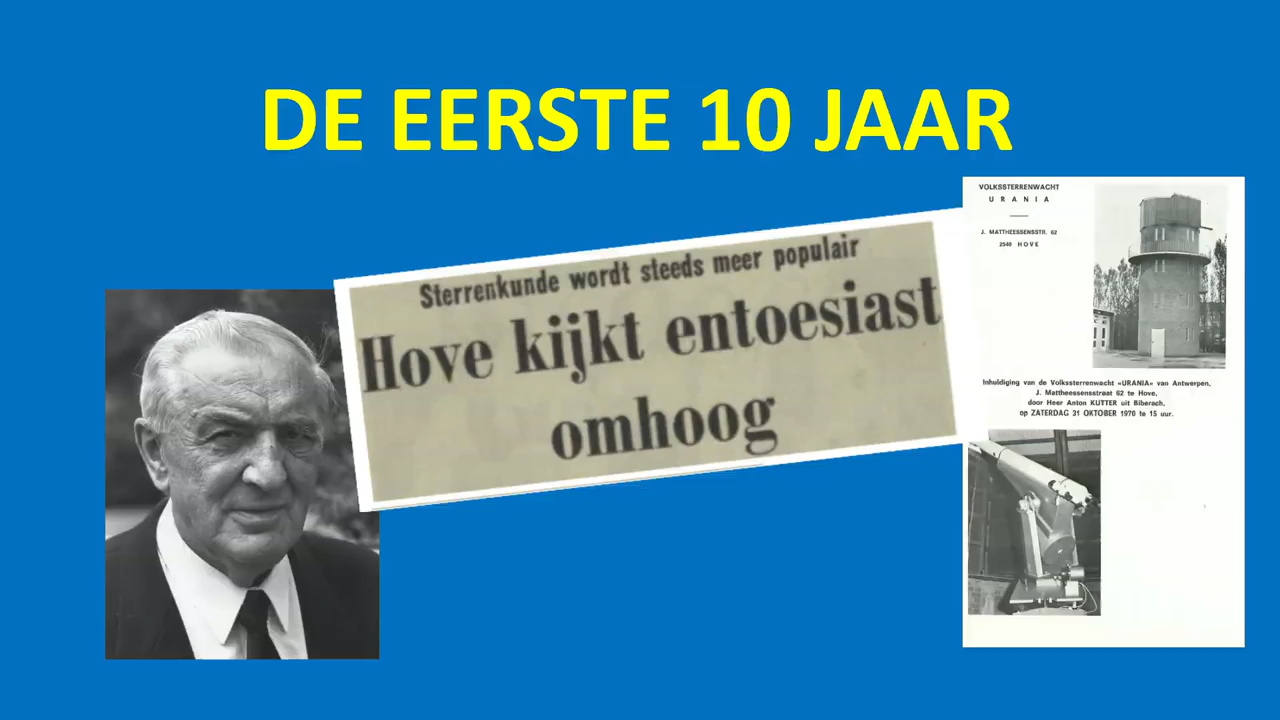 DE EERSTE 10 JAAR
Sterrenkunde wordt steeds meer populair
Hove kijkt entoesiast
omhoog
VOLKSSTERRENWACHT
URANIA
J. MATTHEESSENSSTR. 62
2540 HOVE
Inhuldiging van de Volkssterrenwacht «URANIA» van Antwerpen,
J. Mattheessensstraat 62 te Hove,
door Heer Anton KUTTER uit Biberach,
op ZATERDAG 31 OKTOBER 1970 te 15 uur.